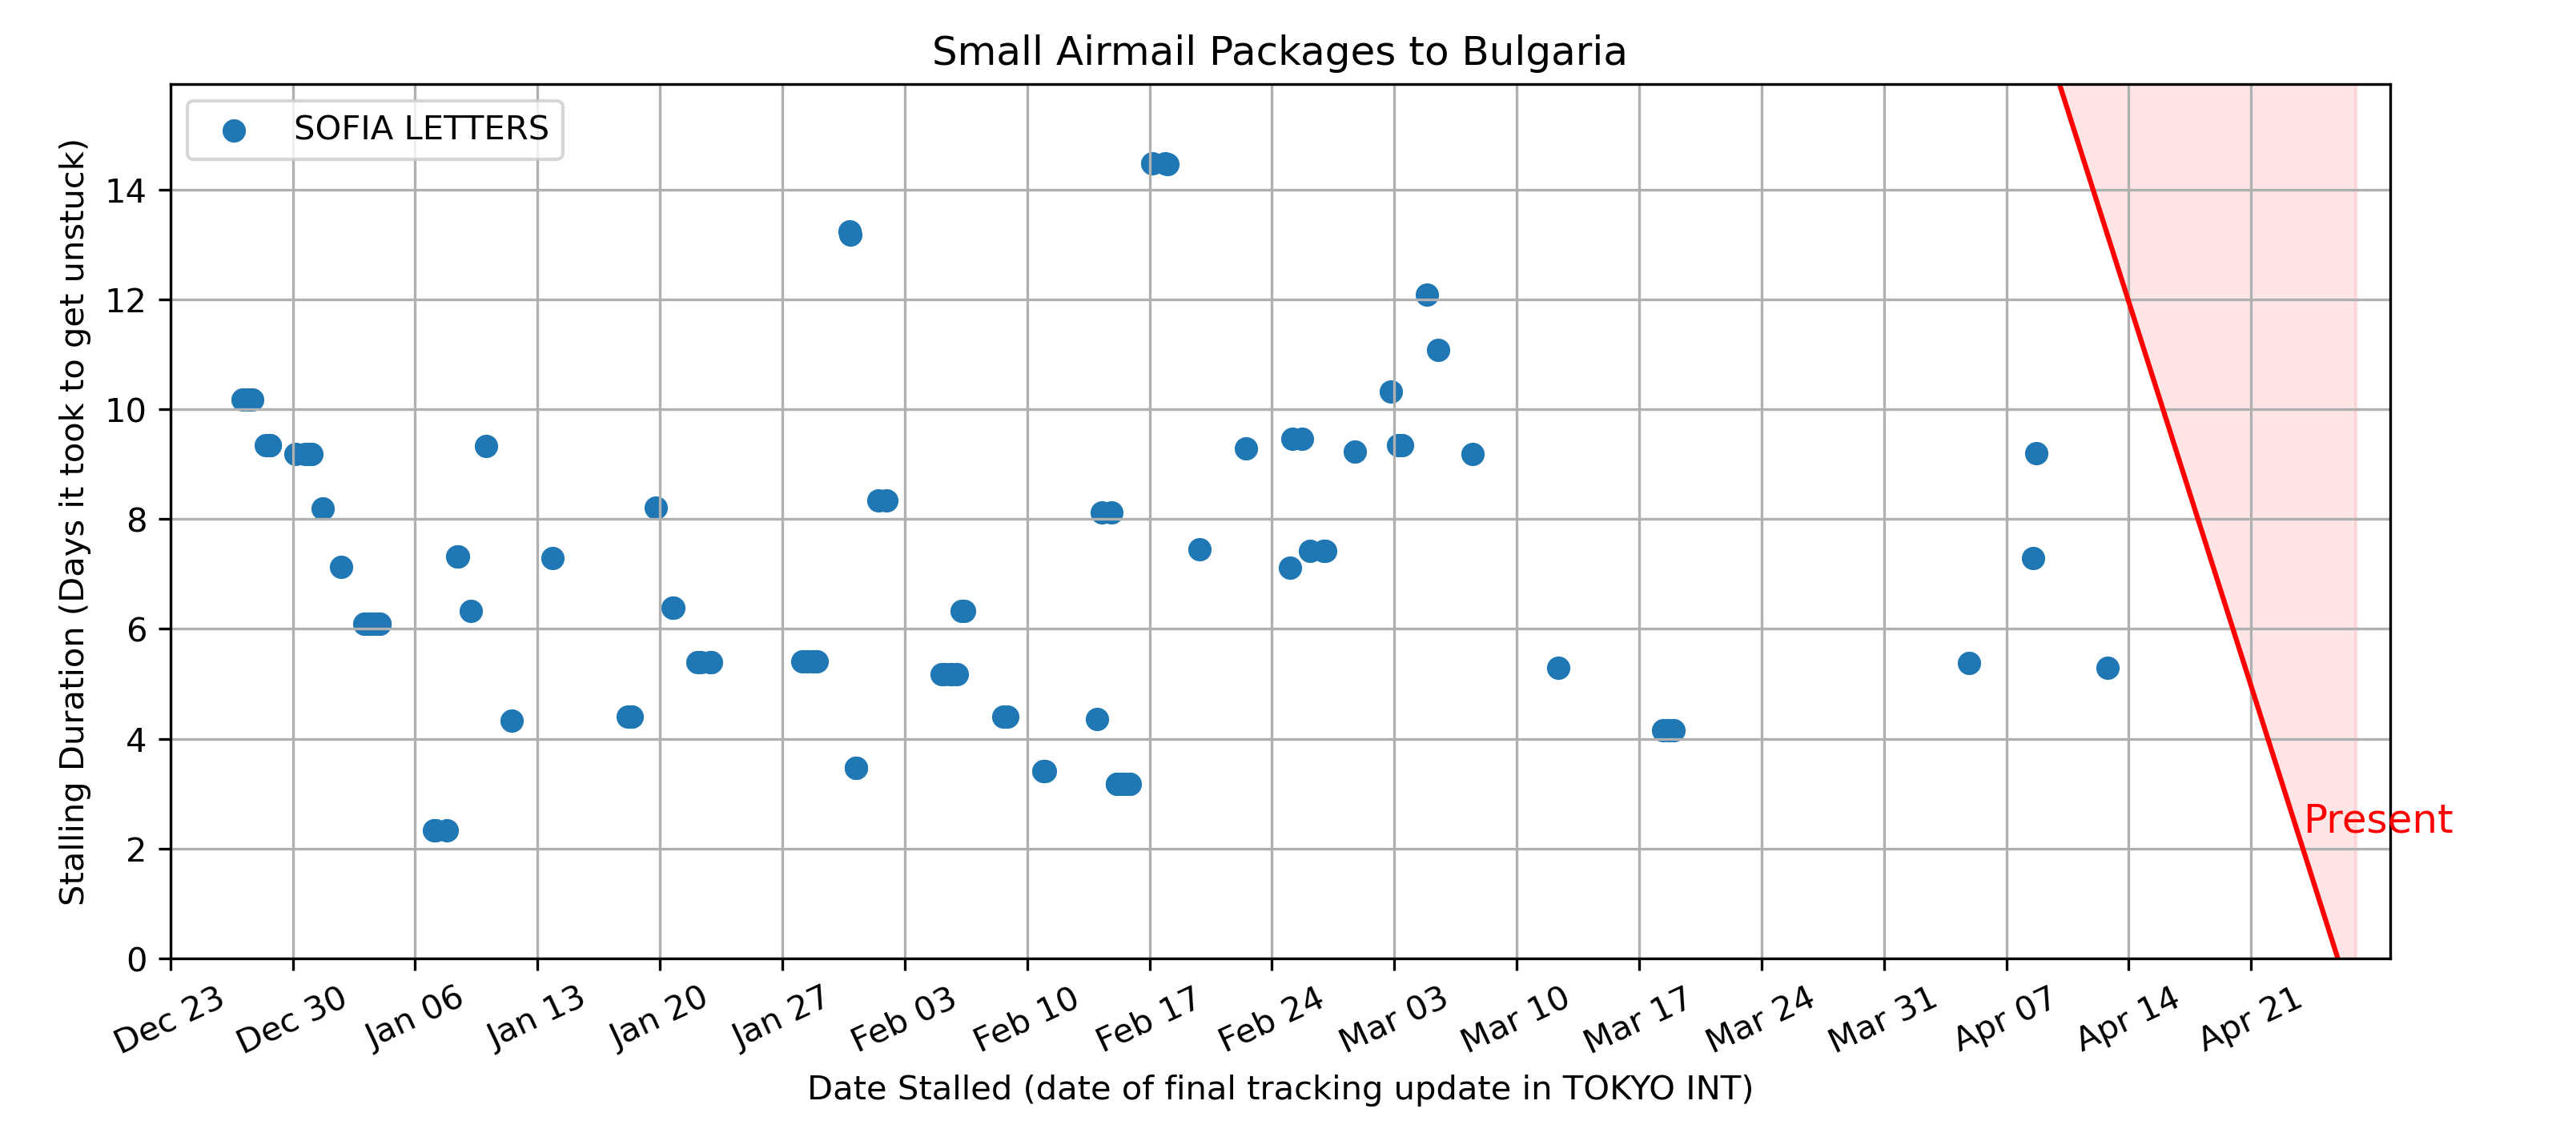 Small Airmail Packages to Bulgaria
SOFIA LETTERS
Stalling Duration (Days it took to get unstuck)
14
12
10
8
6
4
2
0
Present
Dec 23
Dec 30
Jan 06
Jan 13
Jan 20
Jan 27
Feb 03
Feb 10
Feb 17
Feb 24
Mar 03
Mar 10
Mar 17
Mar 24
Mar 31
Apr 07
Apr 14
Apr 21
Date Stalled (date of final tracking update in TOKYO INT)